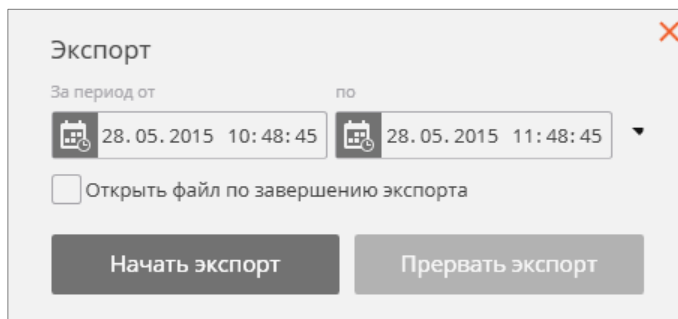 Экспорт
За период от по
28.05.2015 10:48:45 28.05.2015 11:48:45
Открыть файл по завершению экспорта
Начать экспорт Прервать экспорт